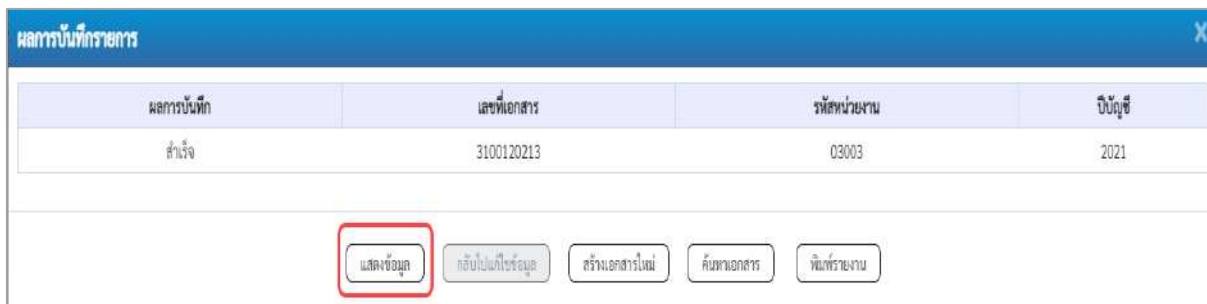 ผลการบันทึกรายการ
X
ผลการบันทึก เลขที่เอกสาร รหัสหน่วยงาน ปีบัญชี
สำเร็จ 3100120213 03003 2021
แสดงข้อมูล กลับไปแก้ไขข้อมูล สร้างเอกสารใหม่ ค้นหาเอกสาร พิมพ์รายงาน